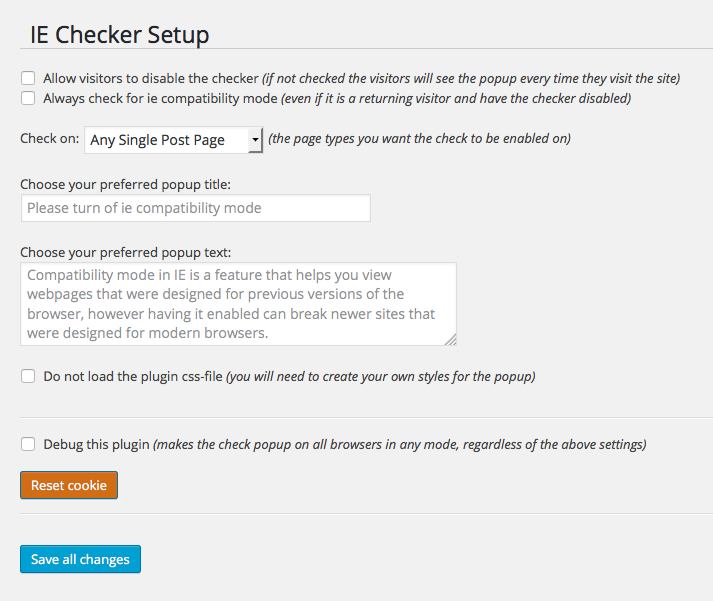 IE Checker Setup
Allow visitors to disable the checker (if not checked the visitors will see the popup every time they visit the site)
Always check for ie compatibility mode (even if it is a returning visitor and have the checker disabled)
Check on: Any Single Post Page (the page types you want the check to be enabled on)
Choose your preferred popup title:
Please turn of ie compatibility mode
Choose your preferred popup text:
Compatibility mode in IE is a feature that helps you view
webpages that were designed for previous versions of the
browser, however having it enabled can break newer sites that
were designed for modern browsers.
Do not load the plugin css-file (you will need to create your own styles for the popup)
Debug this plugin (makes the check popup on all browsers in any mode, regardless of the above settings)
Reset cookie
Save all changes